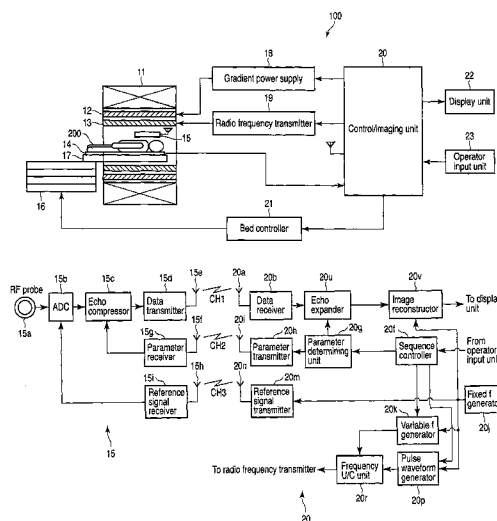 100
11
12
13
200
14
17
15
16
18
Gradient power supply
19
Radio frequency transmitter
20
Control/imaging unit
22
Display unit
23
Operator input unit
21
Bed controller
RF probe
15a
15b
ADC
15c
Echo compressor
15d
Data transmitter
15e
CH1
20a
20b
Data receiver
20u
Echo expander
20v
Image reconstructor
To display unit
15g
Parameter receiver
15f
CH2
20i
20h
Parameter transmitter
20g
Parameter determining unit
20f
Sequence controller
From operator input unit
15i
Reference signal receiver
15h
CH3
20n
20m
Reference signal transmitter
Fixed f generator
20j
20k
Variable f generator
15
To radio frequency transmitter
Frequency U/C unit
20r
Pulse waveform generator
20p
20